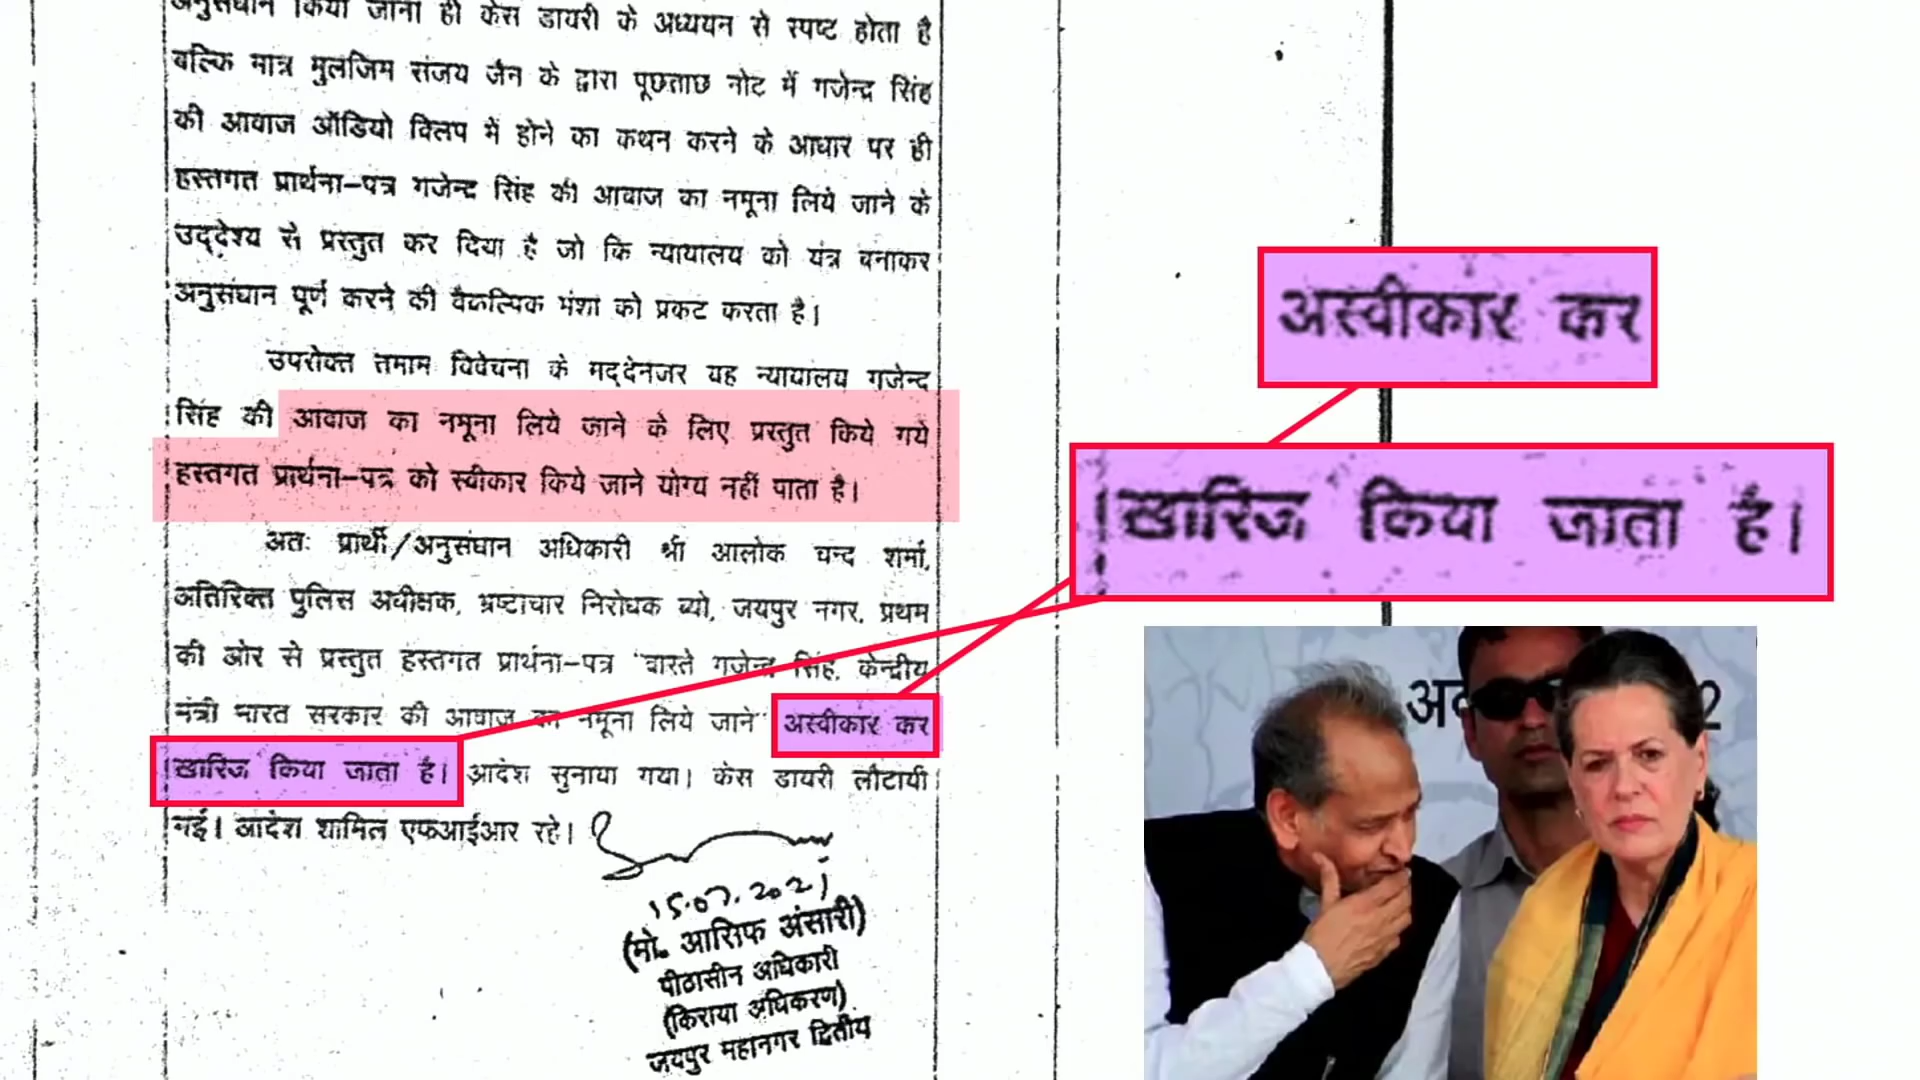 अनुसंधान किया जाना ही केस डायरी के अध्ययन से स्पष्ट होता है
बल्कि मात्र मुलजिम संजय जैन के द्वारा पूछताछ नोट में गजेन्द्र सिंह
की आवाज ऑडियो क्लिप में होने का कथन करने के आधार पर ही
हस्तगत प्रार्थना-पत्र गजेन्द्र सिंह की आवाज का नमूना लिये जाने के
उद्देश्य से प्रस्तुत कर दिया है जो कि न्यायालय को यंत्र बनाकर
अनुसंधान पूर्ण करने की वैकल्पिक मंशा को प्रकट करता है।
उपरोक्त तमाम विवेचना के मद्देनजर यह न्यायालय गजेन्द्र
सिंह की आवाज का नमूना लिये जाने के लिए प्रस्तुत किये गये
हस्तगत प्रार्थना-पत्र को स्वीकार किये जाने योग्य नहीं पाता है।
अतः प्रार्थी/अनुसंधान अधिकारी श्री आलोक चन्द शर्मा,
अतिरिक्त पुलिस अधीक्षक, भ्रष्टाचार निरोधक ब्यो, जयपुर नगर, प्रथम
की ओर से प्रस्तुत हस्तगत प्रार्थना-पत्र वास्ते गजेन्द्र सिंह, केन्द्रीय
मंत्री भारत सरकार की आवाज का नमूना लिये जाने अस्वीकार कर
खारिज किया जाता है। आदेश सुनाया गया। केस डायरी लौटायी
गई। आदेश शामिल एफआईआर रहे।
15.07.2021
(मो. आसिफ अंसारी)
पीठासीन अधिकारी
(किराया अधिकरण)
जयपुर महानगर द्वितीय
अस्वीकार कर
खारिज किया जाता है।